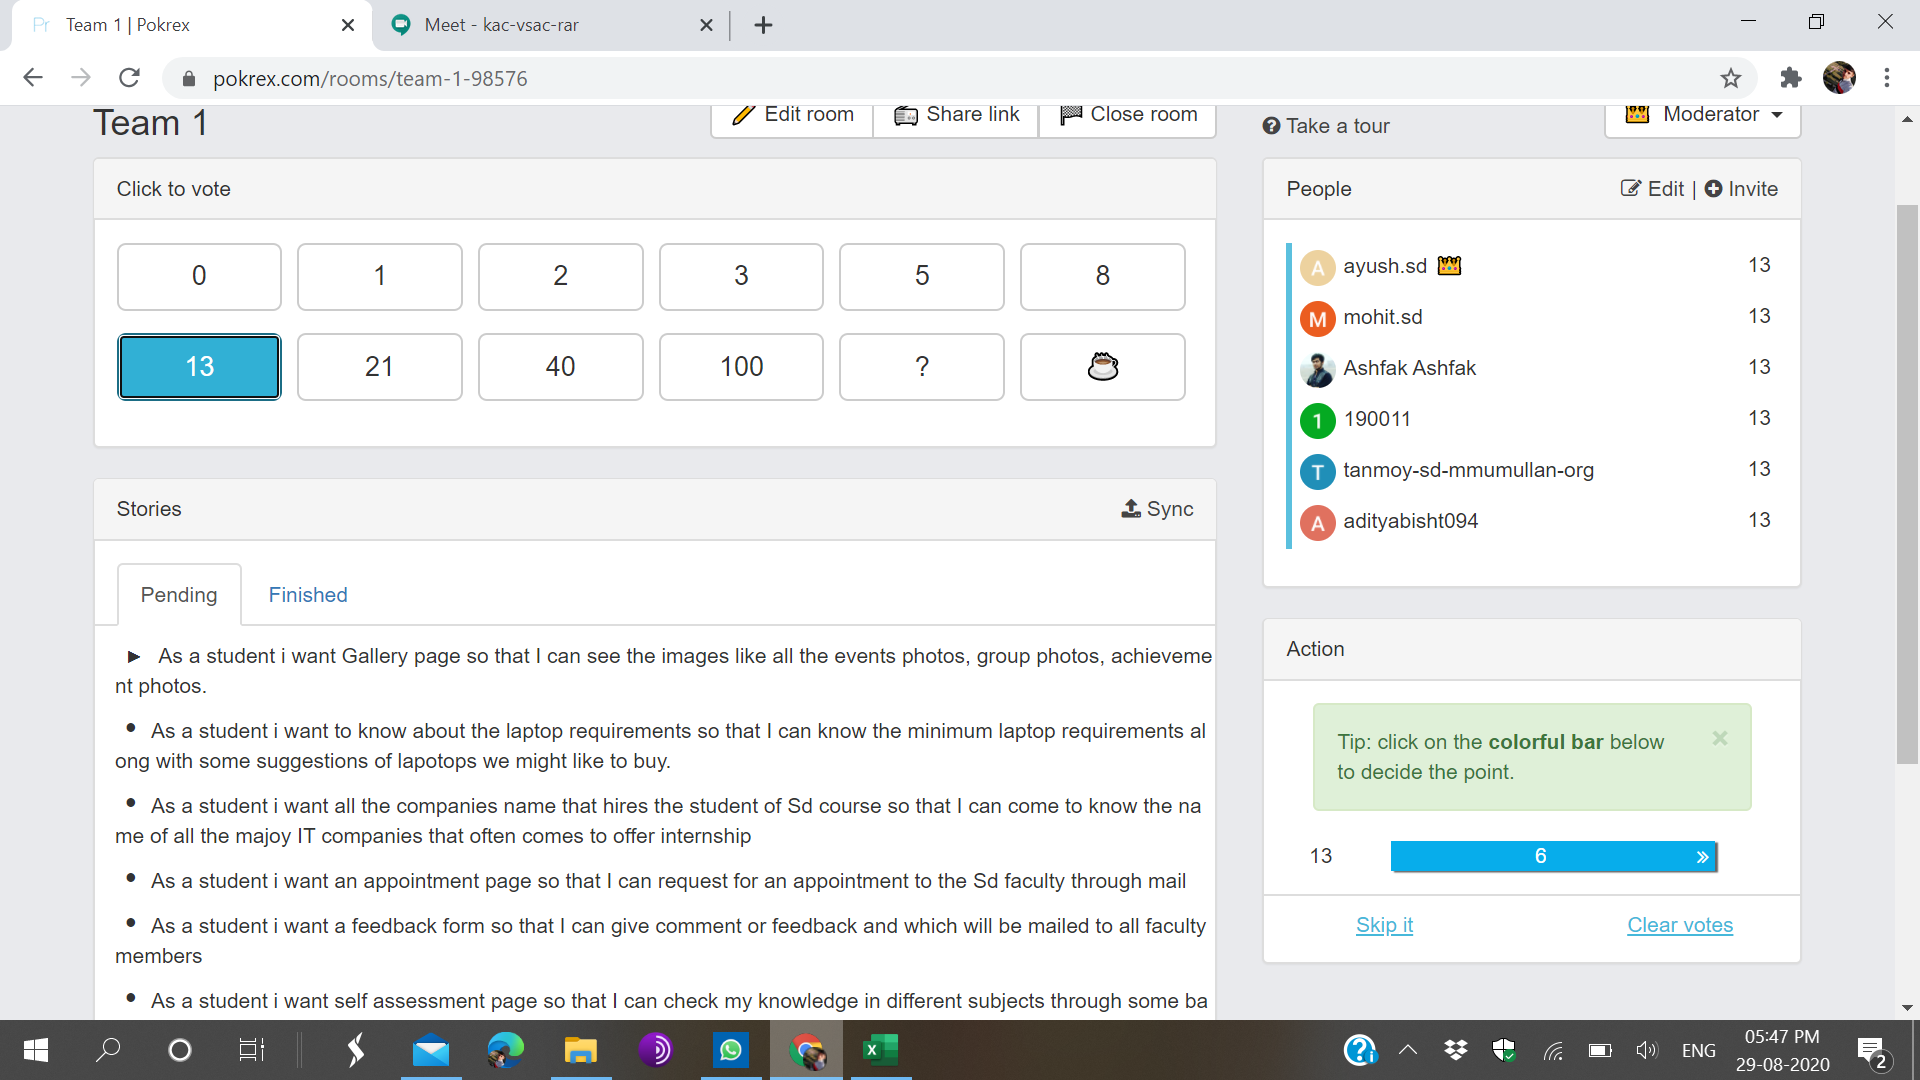 Pr Team 1 | Pokrex
Meet - kac-vsac-rar
pokrex.com/rooms/team-1-98576
Team 1
Edit room
Share link
Close room
Take a tour
Moderator
Click to vote
People
Edit | Invite
0
1
2
3
5
8
13
21
40
100
?
A ayush.sd 13
M mohit.sd 13
Ashfak Ashfak 13
1 190011 13
T tanmoy-sd-mmumullan-org 13
A adityabisht094 13
Stories
Sync
Pending
Finished
As a student i want Gallery page so that I can see the images like all the events photos, group photos, achieveme
nt photos.
As a student i want to know about the laptop requirements so that I can know the minimum laptop requirements al
ong with some suggestions of lapotops we might like to buy.
As a student i want all the companies name that hires the student of Sd course so that I can come to know the na
me of all the majoy IT companies that often comes to offer internship
As a student i want an appointment page so that I can request for an appointment to the Sd faculty through mail
As a student i want a feedback form so that I can give comment or feedback and which will be mailed to all faculty
members
As a student i want self assessment page so that I can check my knowledge in different subjects through some ba
Action
Tip: click on the colorful bar below
to decide the point.
13
6
Skip it
Clear votes
ENG
05:47 PM
29-08-2020
2